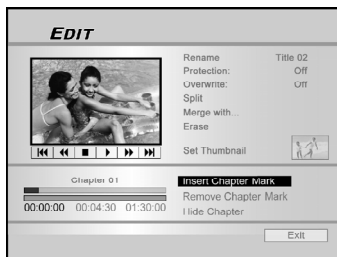 EDIT
Rename Title 02
Protection: Off
Overwrite: Off
Split
Merge with...
Erase
Set Thumbnail
Chapter 01
00:00:00 00:04:30 01:30:00
Insert Chapter Mark
Remove Chapter Mark
Hide Chapter
Exit